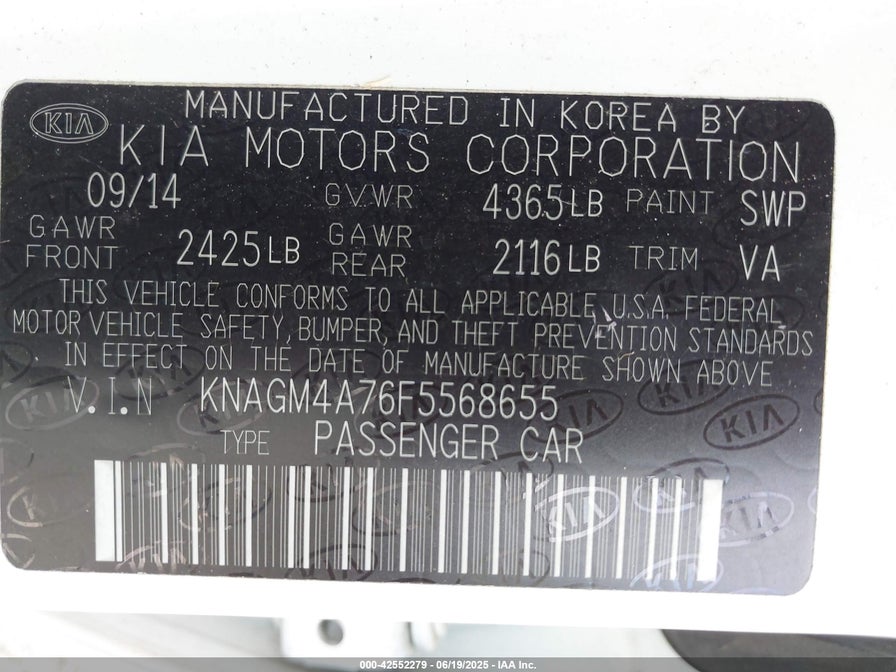 KIA
MANUFACTURED IN KOREA BY
KIA MOTORS CORPORATION
09/14 GVWR 4365LB PAINT SWP
GAWR FRONT 2425LB GAWR REAR 2116LB TRIM VA
THIS VEHICLE CONFORMS TO ALL APPLICABLE U.S.A. FEDERAL
MOTOR VEHICLE SAFETY, BUMPER, AND THEFT PREVENTION STANDARDS
IN EFFECT ON THE DATE OF MANUFACTURE SHOWN ABOVE
V.I.N KNAGM4A76F5568655
TYPE PASSENGER CAR
000-42552279 - 06/19/2025 - IAA Inc.